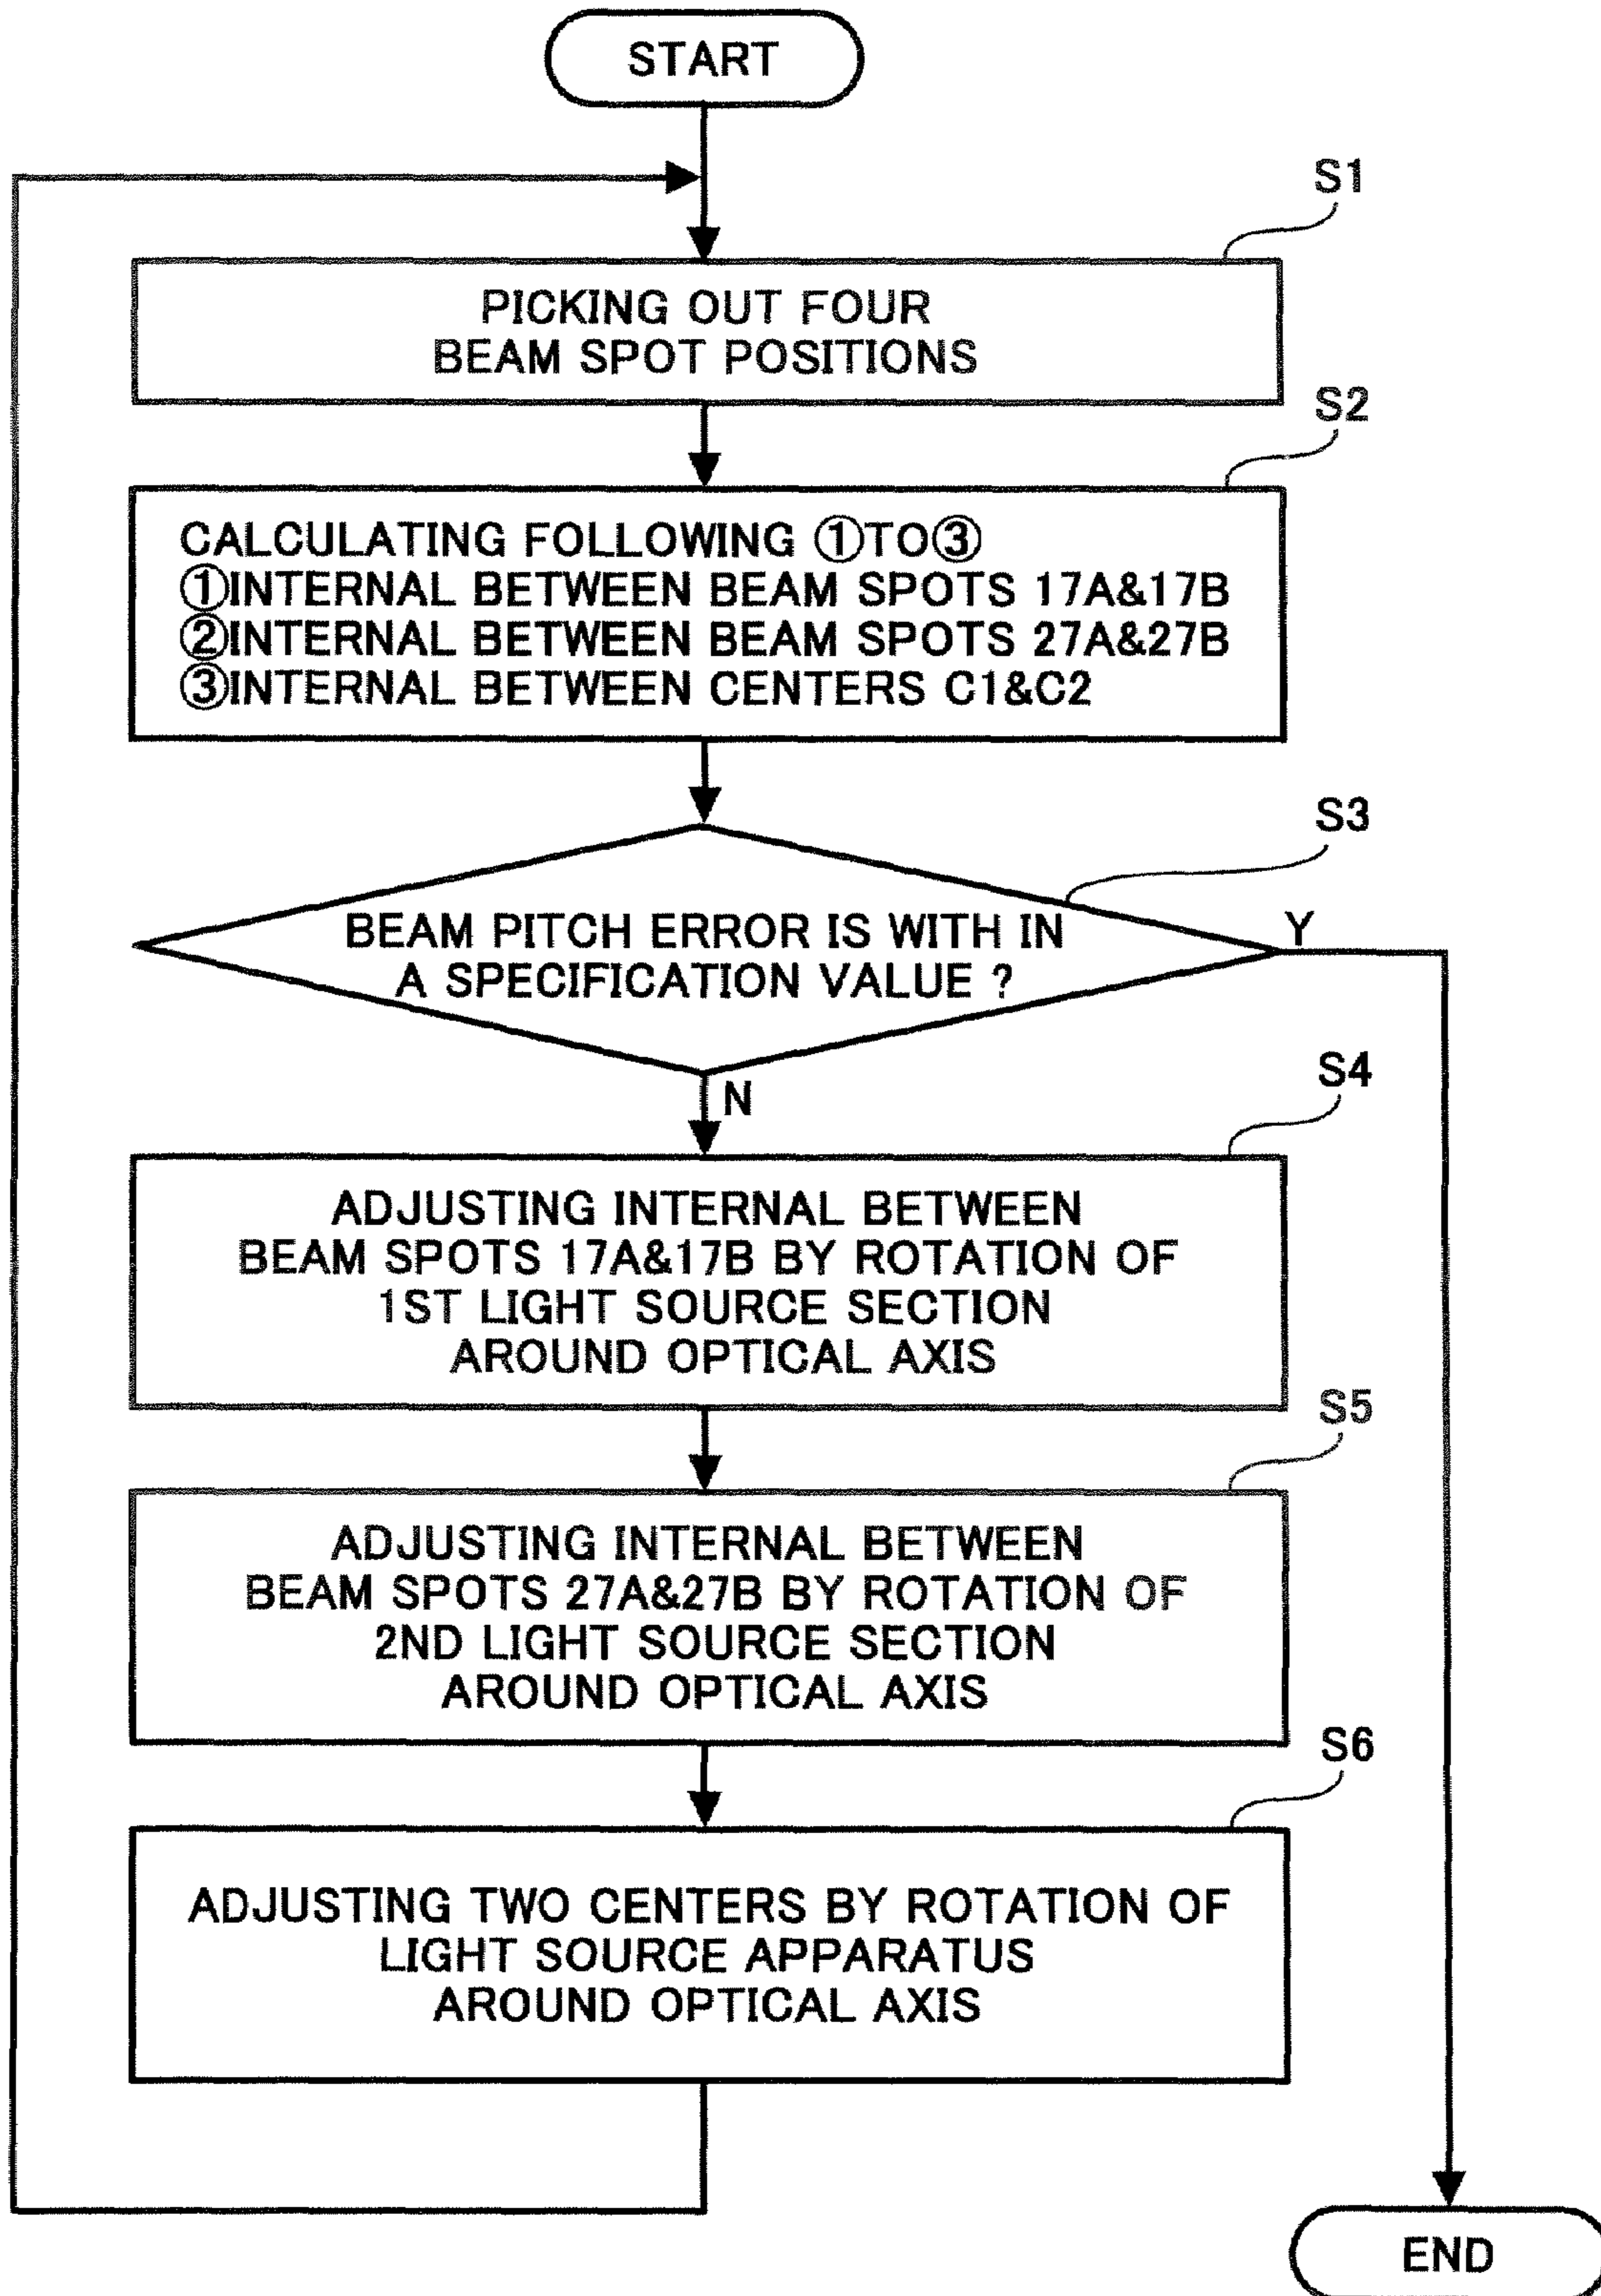 START
S1
PICKING OUT FOUR
BEAM SPOT POSITIONS
S2
CALCULATING FOLLOWING ①TO③
①INTERNAL BETWEEN BEAM SPOTS 17A&17B
②INTERNAL BETWEEN BEAM SPOTS 27A&27B
③INTERNAL BETWEEN CENTERS C1&C2
S3
BEAM PITCH ERROR IS WITH IN
A SPECIFICATION VALUE ?
Y
N
S4
ADJUSTING INTERNAL BETWEEN
BEAM SPOTS 17A&17B BY ROTATION OF
1ST LIGHT SOURCE SECTION
AROUND OPTICAL AXIS
S5
ADJUSTING INTERNAL BETWEEN
BEAM SPOTS 27A&27B BY ROTATION OF
2ND LIGHT SOURCE SECTION
AROUND OPTICAL AXIS
S6
ADJUSTING TWO CENTERS BY ROTATION OF
LIGHT SOURCE APPARATUS
AROUND OPTICAL AXIS
END